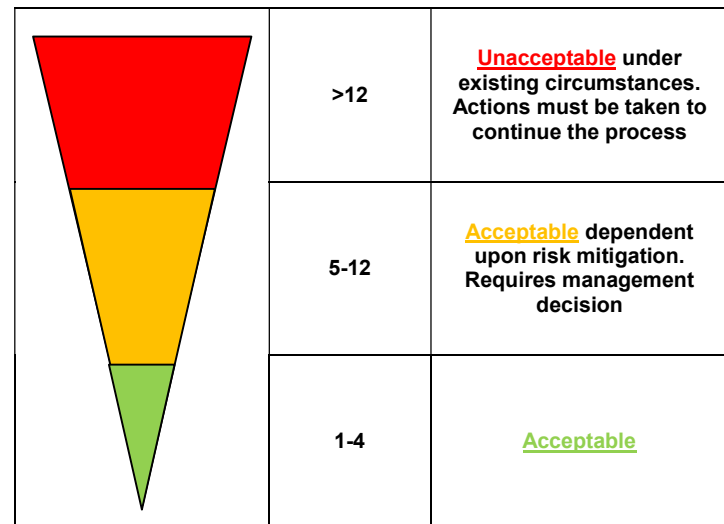 >12
Unacceptable under
existing circumstances.
Actions must be taken to
continue the process
5-12
Acceptable dependent
upon risk mitigation.
Requires management
decision
1-4
Acceptable